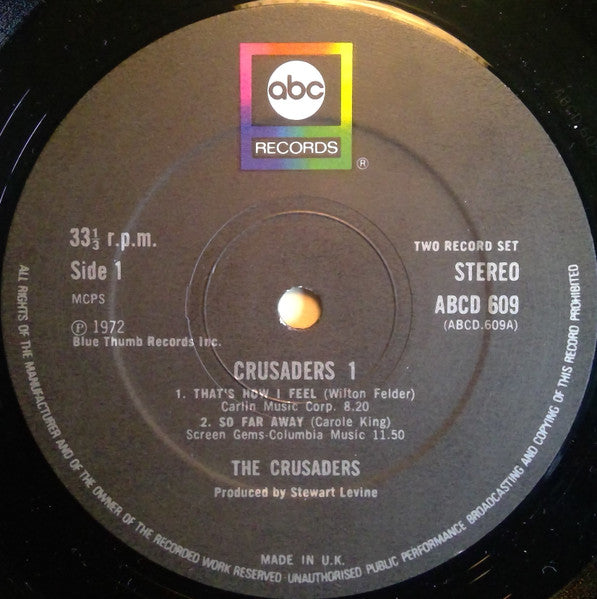 abc
RECORDS
®
33⅓ r.p.m.
Side 1
MCPS
℗ 1972
Blue Thumb Records Inc.
TWO RECORD SET
STEREO
ABCD 609
(ABCD.609A)
CRUSADERS 1
1. THAT'S HOW I FEEL (Wilton Felder)
Carlin Music Corp. 8.20
2. SO FAR AWAY (Carole King)
Screen Gems-Columbia Music 11.50
THE CRUSADERS
Produced by Stewart Levine
MADE IN U.K.
ALL RIGHTS OF THE MANUFACTURER AND OF THE OWNER OF THE RECORDED WORK RESERVED·UNAUTHORISED PUBLIC PERFORMANCE BROADCASTING AND COPYING OF THIS RECORD PROHIBITED